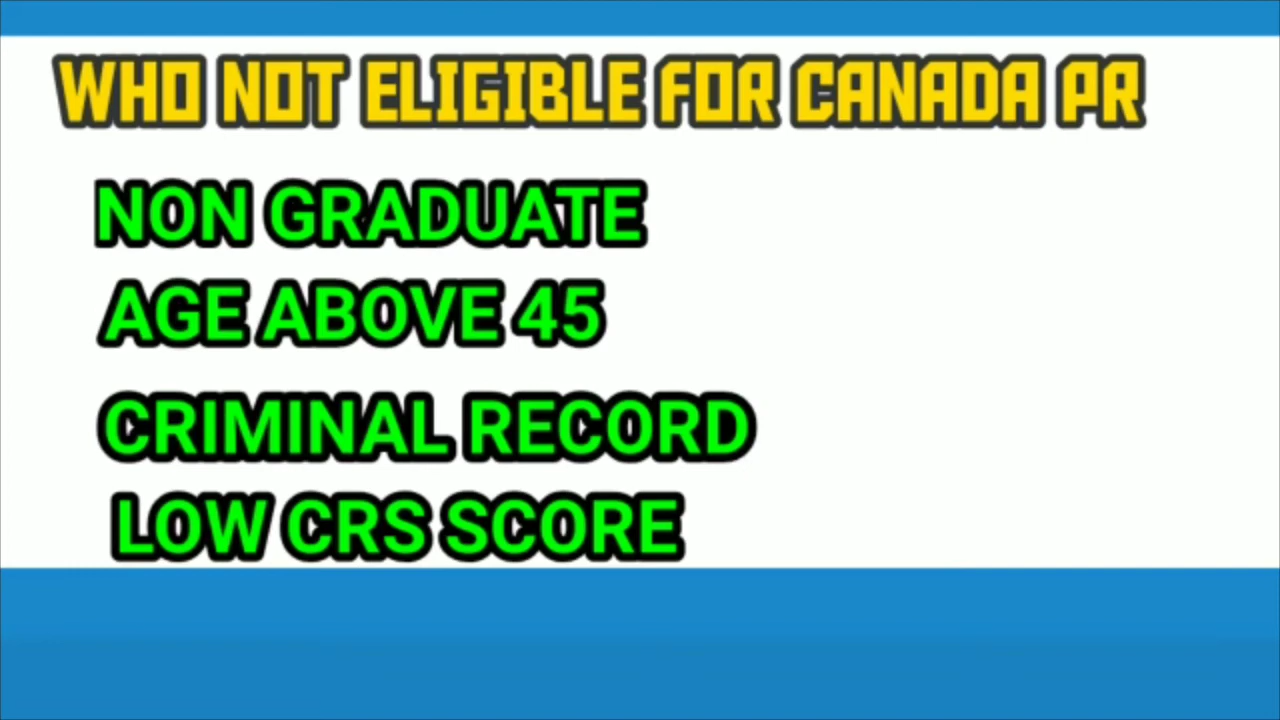 WHO NOT ELIGIBLE FOR CANADA PR
NON GRADUATE
AGE ABOVE 45
CRIMINAL RECORD
LOW CRS SCORE